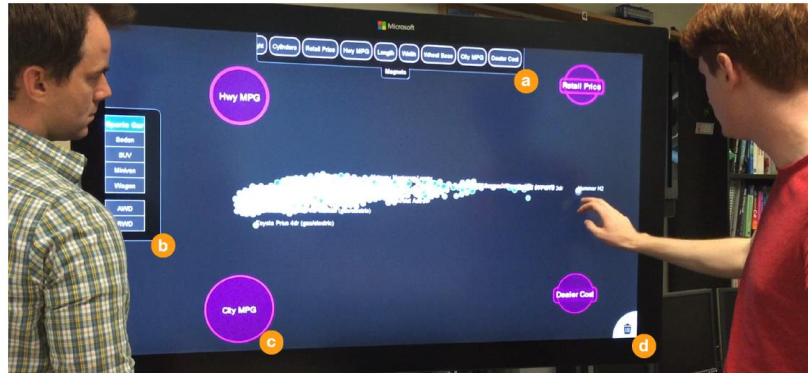 Microsoft
Cylinders Retail Price Hwy MPG Length Width Wheel Base City MPG Dealer Cost
Magnets
a
Hwy MPG
Retail Price
Sports Car
Sedan
SUV
Minivan
Wagon
AWD
RWD
b
Hummer H2
Toyota Prius 4dr (gas/electric)
City MPG
c
Dealer Cost
d